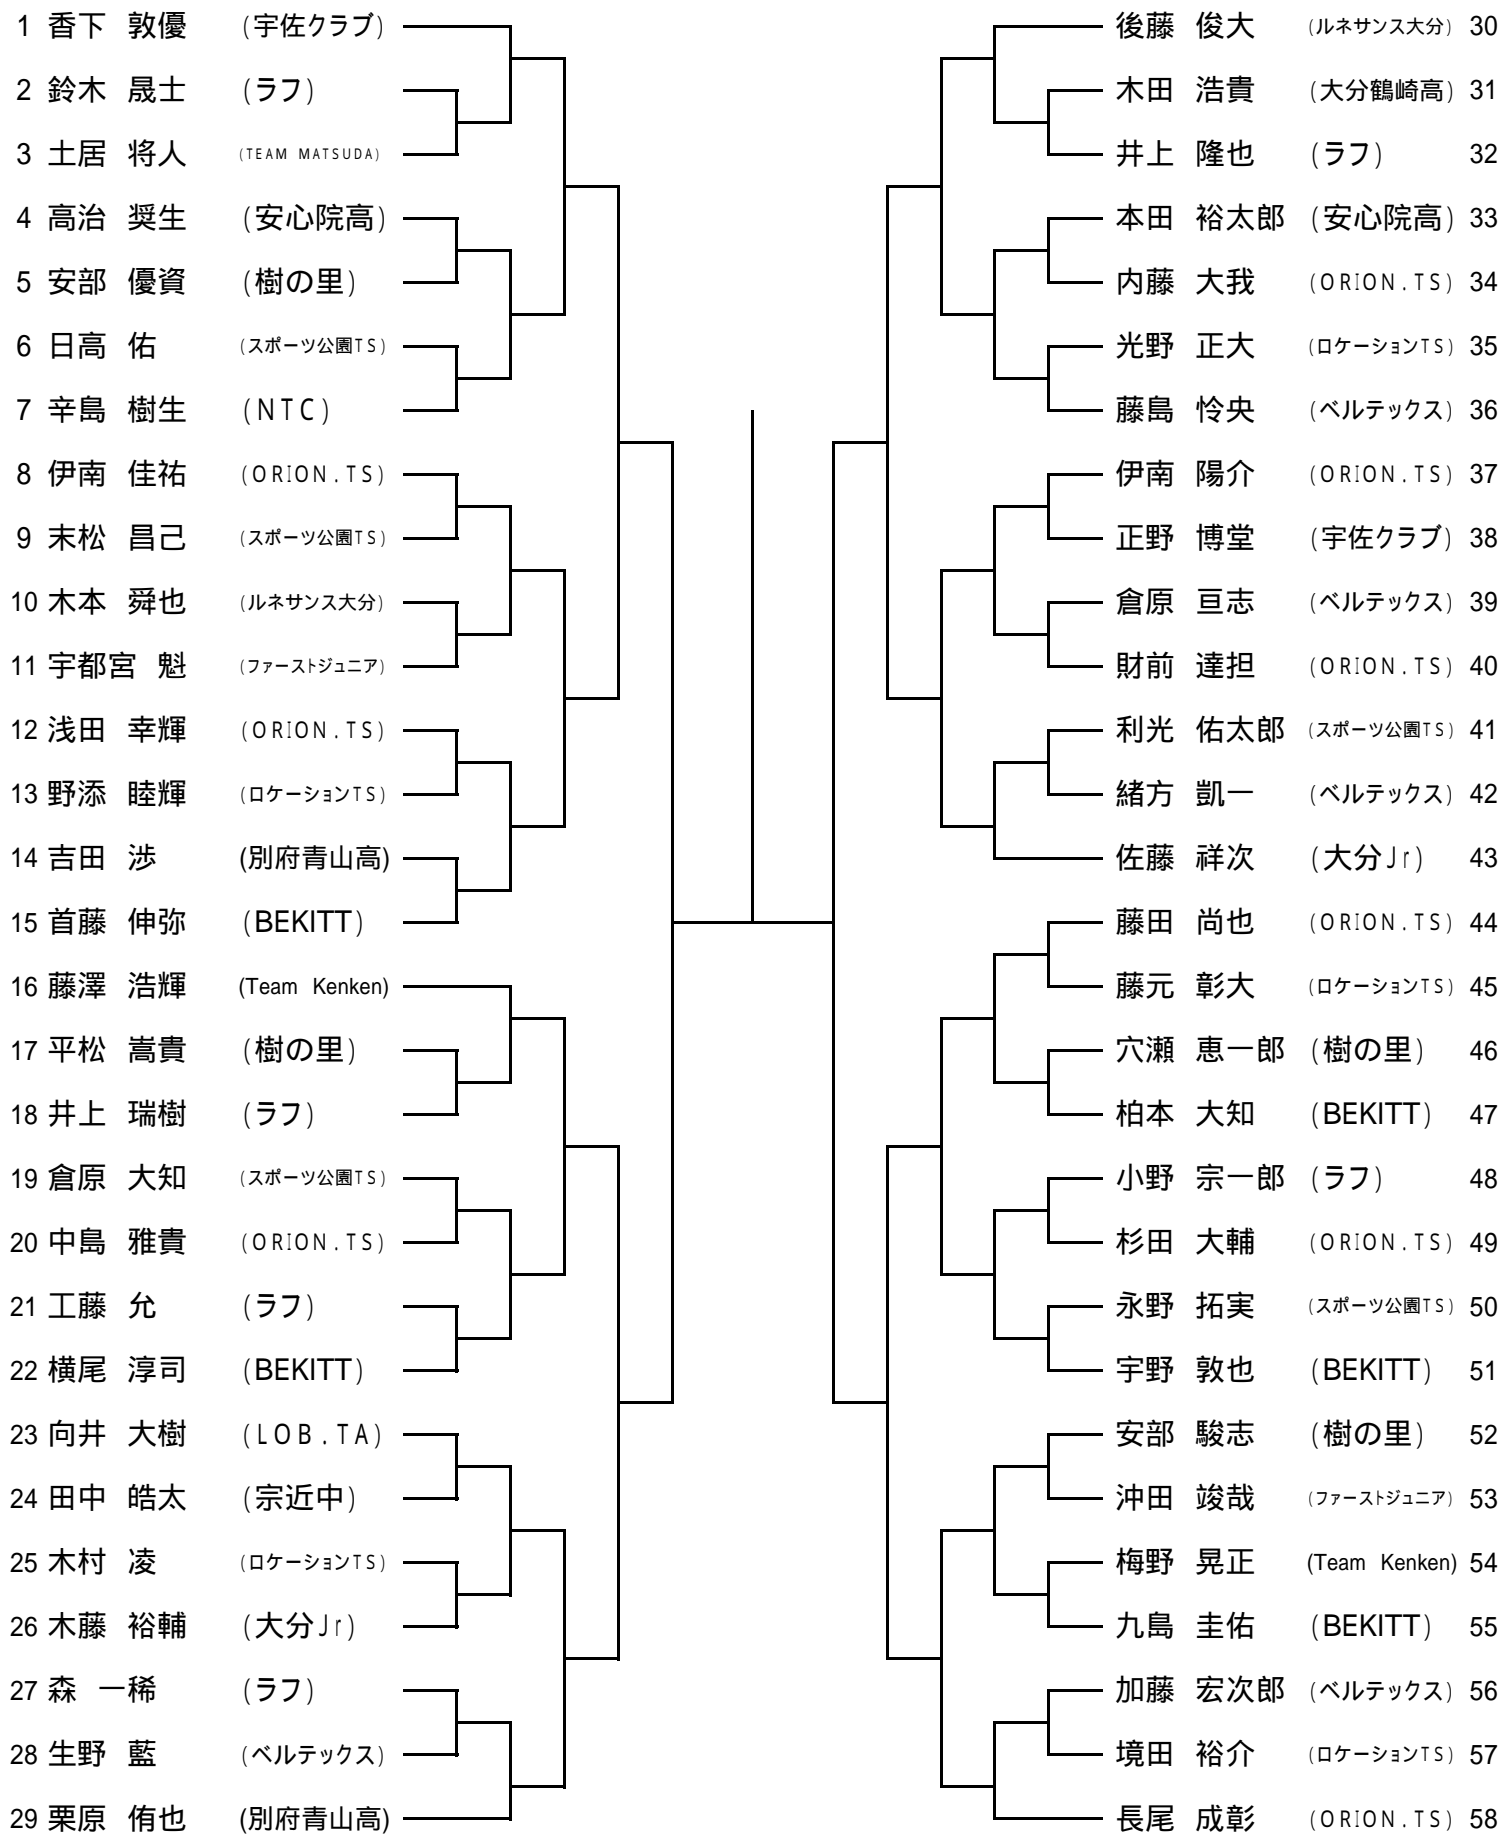 1 香下 敦優 (宇佐クラブ)
2 鈴木 晟士 (ラフ)
3 土居 将人 (TEAM MATSUDA)
4 高治 奨生 (安心院高)
5 安部 優資 (樹の里)
6 日高 佑 (スポーツ公園TS)
7 辛島 樹生 (NTC)
8 伊南 佳祐 (ORION.TS)
9 末松 昌己 (スポーツ公園TS)
10 木本 舜也 (ルネサンス大分)
11 宇都宮 魁 (ファーストジュニア)
12 浅田 幸輝 (ORION.TS)
13 野添 睦輝 (ロケーションTS)
14 吉田 渉 (別府青山高)
15 首藤 伸弥 (BEKITT)
16 藤澤 浩輝 (Team Kenken)
17 平松 嵩貴 (樹の里)
18 井上 瑞樹 (ラフ)
19 倉原 大知 (スポーツ公園TS)
20 中島 雅貴 (ORION.TS)
21 工藤 允 (ラフ)
22 横尾 淳司 (BEKITT)
23 向井 大樹 (LOB.TA)
24 田中 皓太 (宗近中)
25 木村 凌 (ロケーションTS)
26 木藤 裕輔 (大分Jr)
27 森 一稀 (ラフ)
28 生野 藍 (ベルテックス)
29 栗原 侑也 (別府青山高)
後藤 俊大 (ルネサンス大分) 30
木田 浩貴 (大分鶴崎高) 31
井上 隆也 (ラフ) 32
本田 裕太郎 (安心院高) 33
内藤 大我 (ORION.TS) 34
光野 正大 (ロケーションTS) 35
藤島 怜央 (ベルテックス) 36
伊南 陽介 (ORION.TS) 37
正野 博堂 (宇佐クラブ) 38
倉原 亘志 (ベルテックス) 39
財前 達担 (ORION.TS) 40
利光 佑太郎 (スポーツ公園TS) 41
緒方 凱一 (ベルテックス) 42
佐藤 祥次 (大分Jr) 43
藤田 尚也 (ORION.TS) 44
藤元 彰大 (ロケーションTS) 45
穴瀬 恵一郎 (樹の里) 46
柏本 大知 (BEKITT) 47
小野 宗一郎 (ラフ) 48
杉田 大輔 (ORION.TS) 49
永野 拓実 (スポーツ公園TS) 50
宇野 敦也 (BEKITT) 51
安部 駿志 (樹の里) 52
沖田 竣哉 (ファーストジュニア) 53
梅野 晃正 (Team Kenken) 54
九島 圭佑 (BEKITT) 55
加藤 宏次郎 (ベルテックス) 56
境田 裕介 (ロケーションTS) 57
長尾 成彰 (ORION.TS) 58